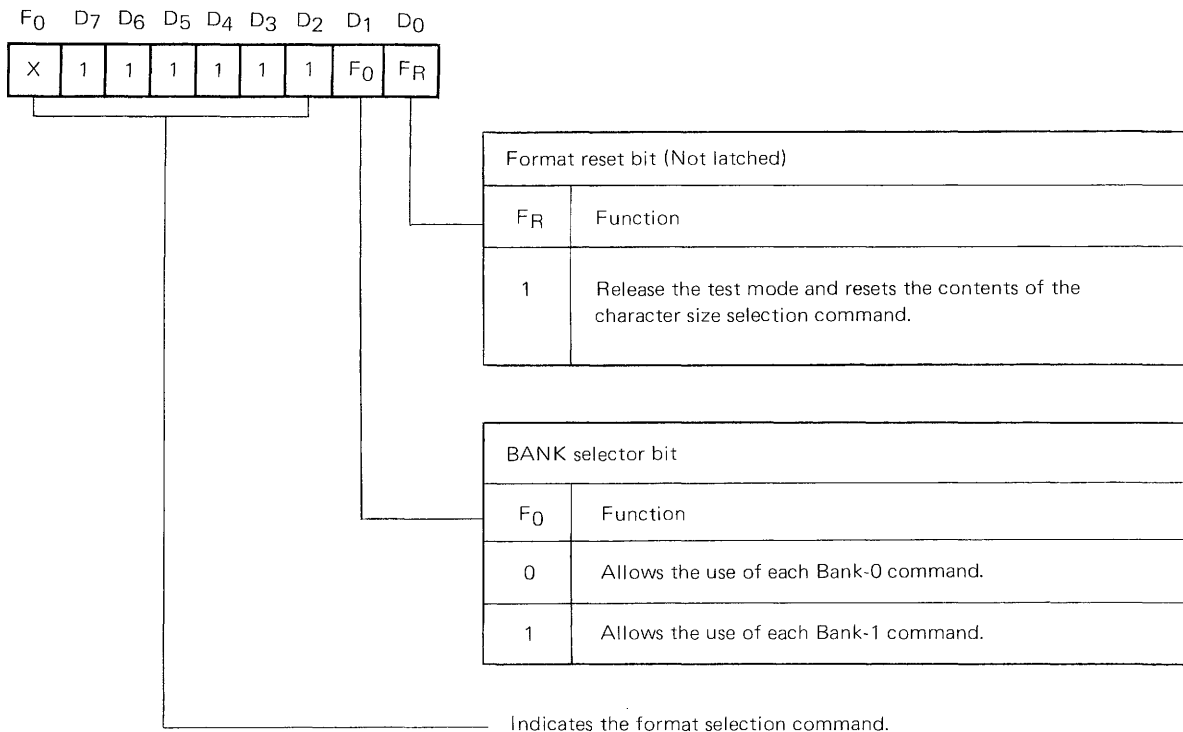 F0 D7 D6 D5 D4 D3 D2 D1 D0
X 1 1 1 1 1 1 F0 FR
Format reset bit (Not latched)
FR Function
1 Release the test mode and resets the contents of the
character size selection command.
BANK selector bit
F0 Function
0 Allows the use of each Bank-0 command.
1 Allows the use of each Bank-1 command.
Indicates the format selection command.